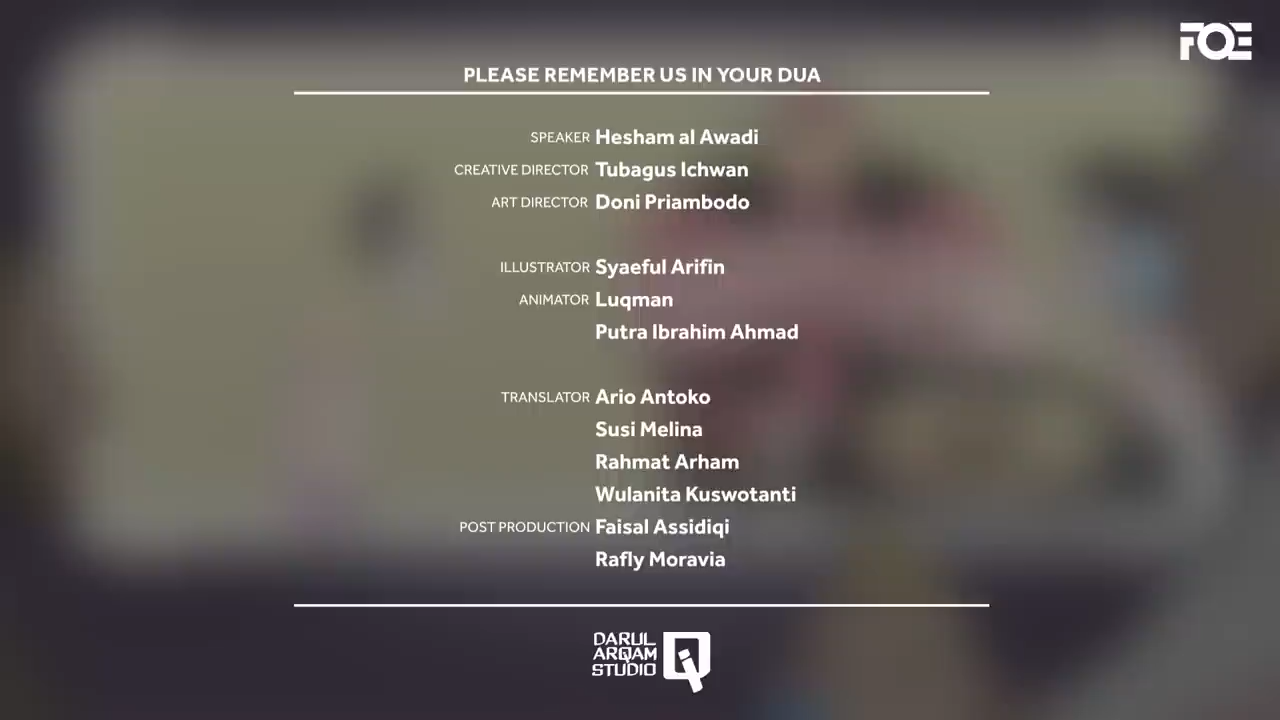 FQE
PLEASE REMEMBER US IN YOUR DUA
SPEAKER Hesham al Awadi
CREATIVE DIRECTOR Tubagus Ichwan
ART DIRECTOR Doni Priambodo
ILLUSTRATOR Syaeful Arifin
ANIMATOR Luqman
Putra Ibrahim Ahmad
TRANSLATOR Ario Antoko
Susi Melina
Rahmat Arham
Wulanita Kuswotanti
POST PRODUCTION Faisal Assidiqi
Rafly Moravia
DARUL
ARQAM
STUDIO